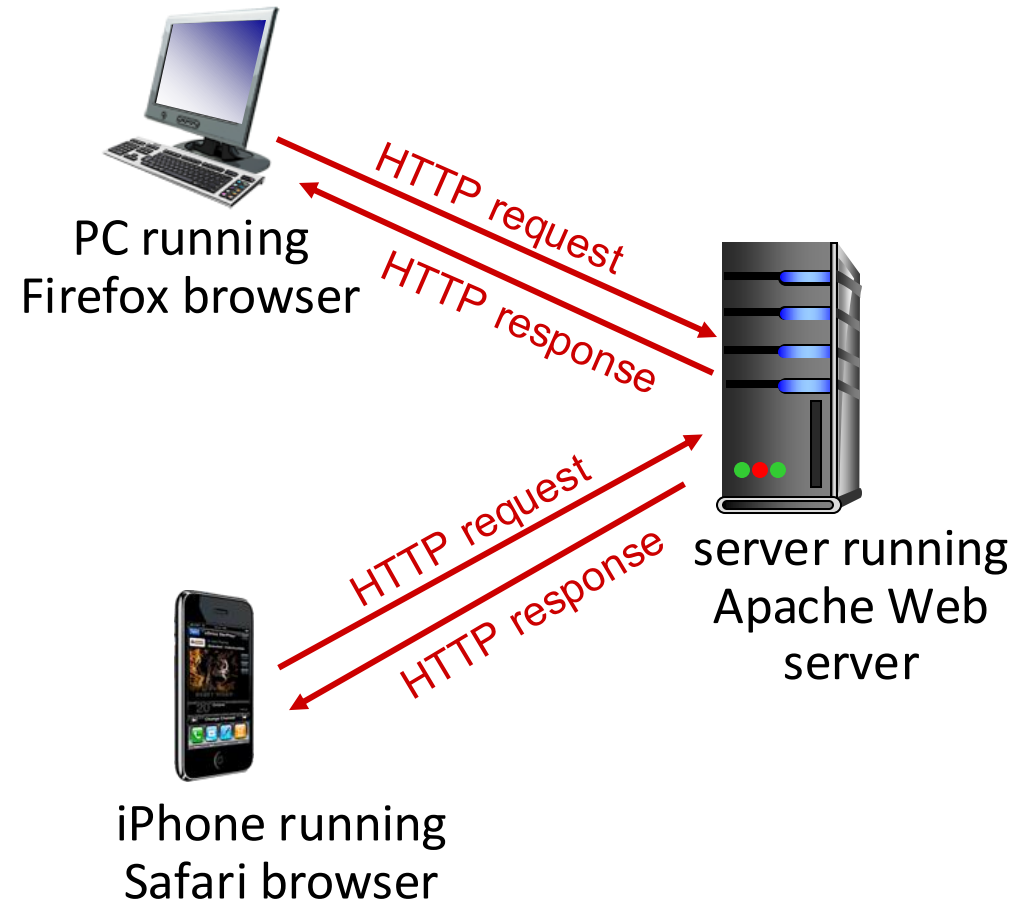 HTTP request
HTTP response
PC running
Firefox browser
HTTP request
HTTP response
server running
Apache Web
server
iPhone running
Safari browser